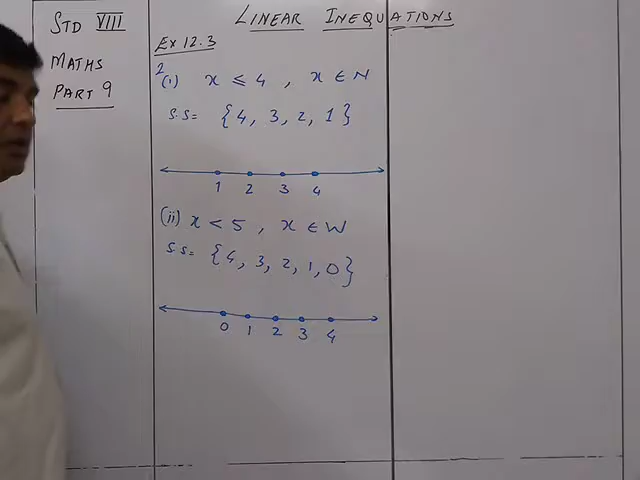 STD VIII
MATHS
PART 9
LINEAR INEQUATIONS
Ex 12.3
2(i) x ≤ 4 , x ∈ N
S.S = {4, 3, 2, 1}
1 2 3 4
(ii) x < 5 , x ∈ W
S.S = {4, 3, 2, 1, 0}
0 1 2 3 4